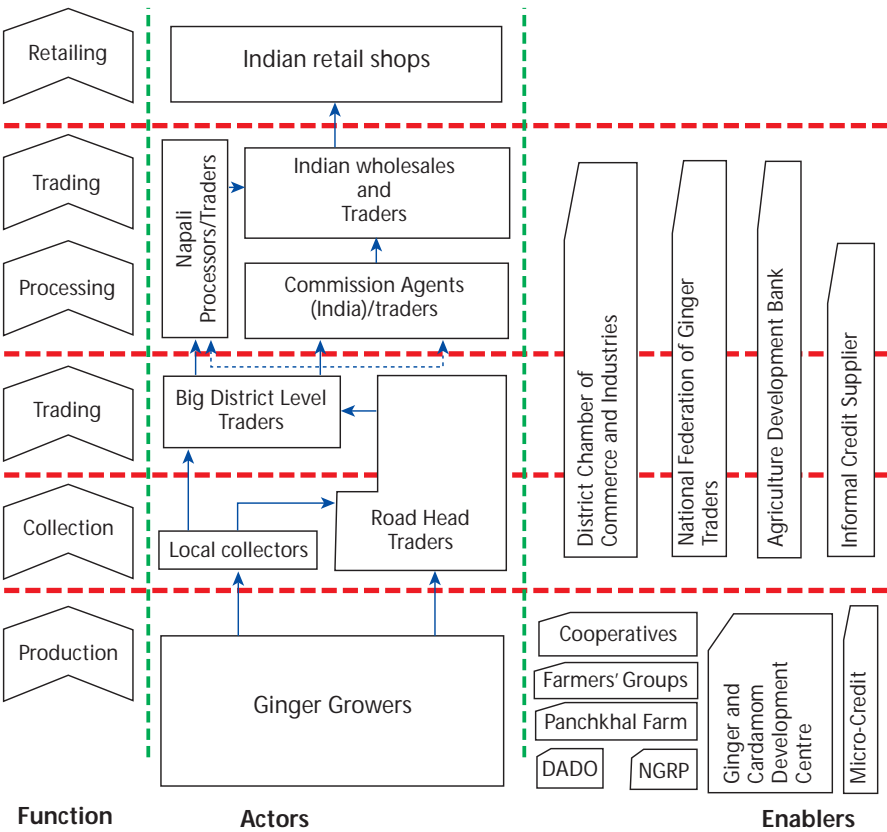 Retailing
Indian retail shops
Trading
Napali
Processors/Traders
Indian wholesales
and
Traders
Processing
Commission Agents
(India)/traders
District Chamber of
Commerce and Industries
National Federation of Ginger
Traders
Agriculture Development Bank
Informal Credit Supplier
Trading
Big District Level
Traders
Collection
Local collectors
Road Head
Traders
Production
Ginger Growers
Cooperatives
Farmers' Groups
Panchkhal Farm
DADO
NGRP
Ginger and
Cardamom
Development
Centre
Micro-Credit
Function
Actors
Enablers